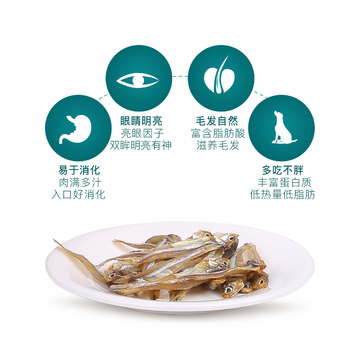 眼睛明亮
亮眼因子
双眸明亮有神
毛发自然
富含脂肪酸
滋养毛发
易于消化
肉满多汁
入口好消化
多吃不胖
丰富蛋白质
低热量低脂肪